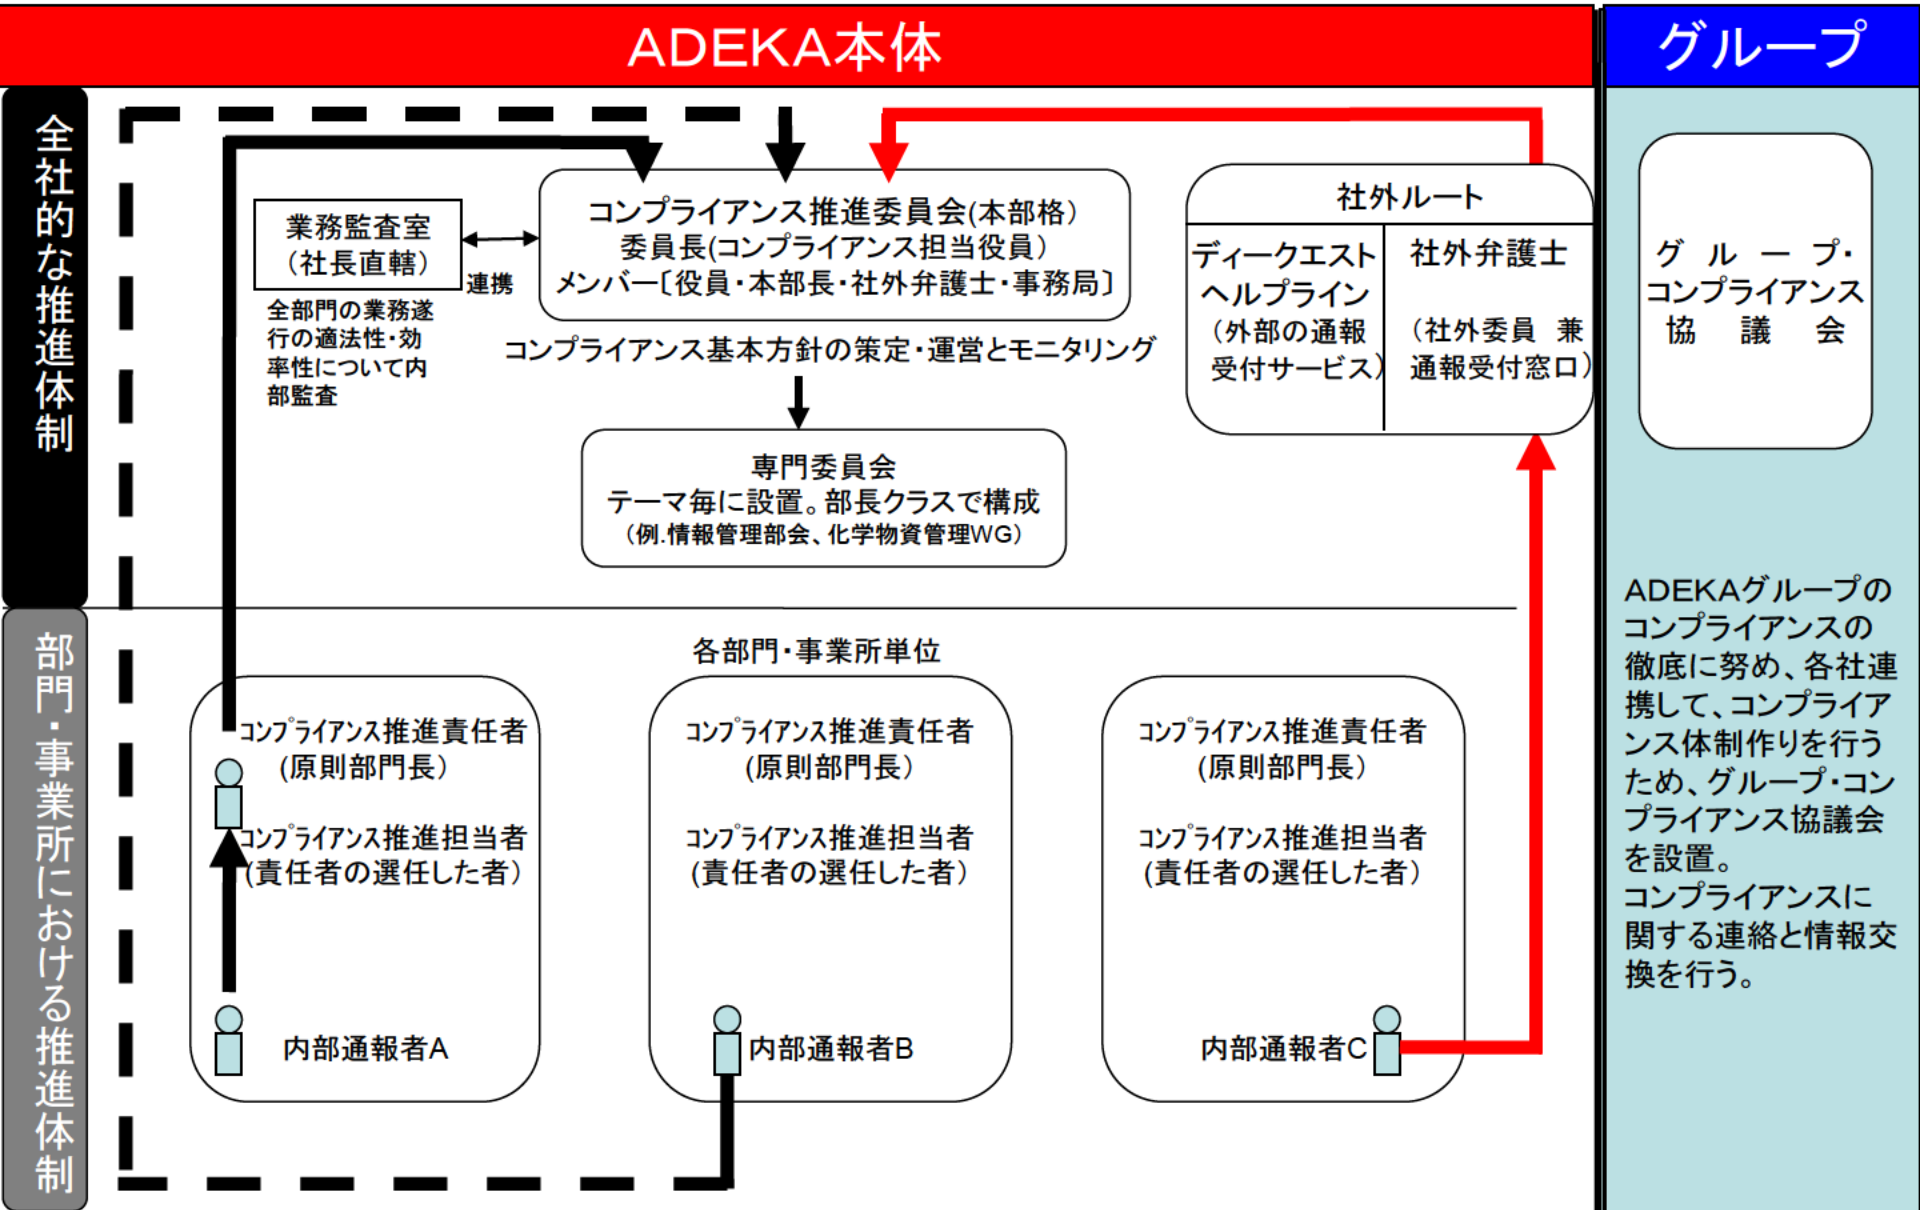 ADEKA本体
グループ
全社的な推進体制
業務監査室
（社長直轄）
連携
全部門の業務遂
行の適法性・効
率性について内
部監査
コンプライアンス推進委員会(本部格）
委員長(コンプライアンス担当役員）
メンバー〔役員・本部長・社外弁護士・事務局〕
コンプライアンス基本方針の策定・運営とモニタリング
専門委員会
テーマ毎に設置。部長クラスで構成
（例.情報管理部会、化学物資管理WG）
社外ルート
ディークエスト
ヘルプライン
（外部の通報
受付サービス）
社外弁護士
（社外委員　兼
通報受付窓口）
グループ・
コンプライアンス
協議会
部門・事業所における推進体制
各部門・事業所単位
ｺﾝﾌﾟﾗｲｱﾝｽ推進責任者
(原則部門長）
ｺﾝﾌﾟﾗｲｱﾝｽ推進担当者
(責任者の選任した者）
内部通報者A
ｺﾝﾌﾟﾗｲｱﾝｽ推進責任者
(原則部門長）
ｺﾝﾌﾟﾗｲｱﾝｽ推進担当者
(責任者の選任した者）
内部通報者B
ｺﾝﾌﾟﾗｲｱﾝｽ推進責任者
(原則部門長）
ｺﾝﾌﾟﾗｲｱﾝｽ推進担当者
(責任者の選任した者）
内部通報者C
ADEKAグループの
コンプライアンスの
徹底に努め、各社連
携して、コンプライア
ンス体制作りを行う
ため、グループ・コン
プライアンス協議会
を設置。
コンプライアンスに
関する連絡と情報交
換を行う。